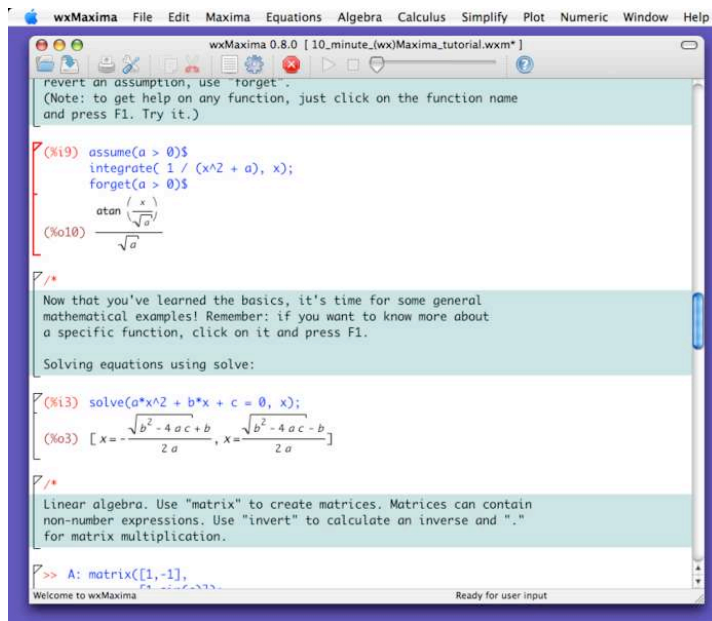 wxMaxima File Edit Maxima Equations Algebra Calculus Simplify Plot Numeric Window Help
wxMaxima 0.8.0 [ 10_minute_(wx)Maxima_tutorial.wxm* ]
revert an assumption, use "forget".
(Note: to get help on any function, just click on the function name
and press F1. Try it.)
(%i9) assume(a > 0)$
integrate( 1 / (x^2 + a), x);
forget(a > 0)$
(%o10) atan(x/√a)/√a
/*
Now that you've learned the basics, it's time for some general
mathematical examples! Remember: if you want to know more about
a specific function, click on it and press F1.
Solving equations using solve:
(%i3) solve(a*x^2 + b*x + c = 0, x);
(%o3) [x=-(√(b²-4 a c)+b)/(2 a), x=(√(b²-4 a c)-b)/(2 a)]
/*
Linear algebra. Use "matrix" to create matrices. Matrices can contain
non-number expressions. Use "invert" to calculate an inverse and "."
for matrix multiplication.
>> A: matrix([1,-1],
Welcome to wxMaxima Ready for user input